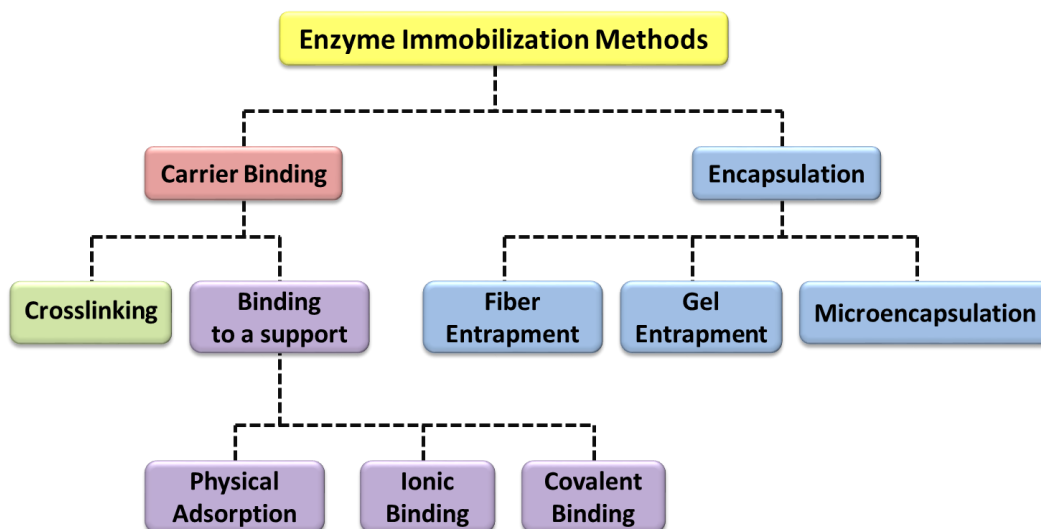 Enzyme Immobilization Methods
Carrier Binding
Encapsulation
Crosslinking
Binding
to a support
Fiber
Entrapment
Gel
Entrapment
Microencapsulation
Physical
Adsorption
Ionic
Binding
Covalent
Binding